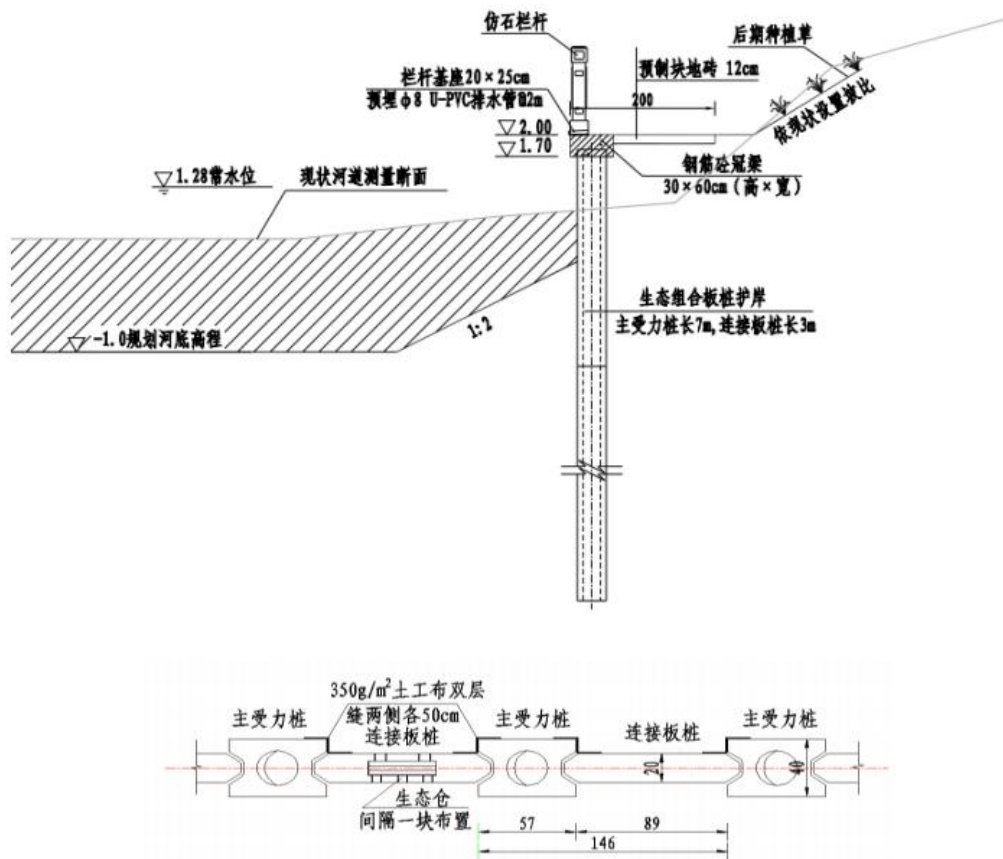 仿石栏杆
后期种植草
栏杆基座20×25cm
预埋ϕ8 U-PVC排水管@2m
预制块地砖 12cm
200
依现状设置坡比
2.00
1.70
钢筋砼冠梁
30×60cm(高×宽)
1.28常水位
现状河道测量断面
生态组合板桩护岸
主受力桩长7m,连接板桩长3m
1:2
-1.0规划河底高程
350g/m²土工布双层
缝两侧各50cm
主受力桩
连接板桩
主受力桩
连接板桩
主受力桩
20
40
生态仓
间隔一块布置
57
89
146